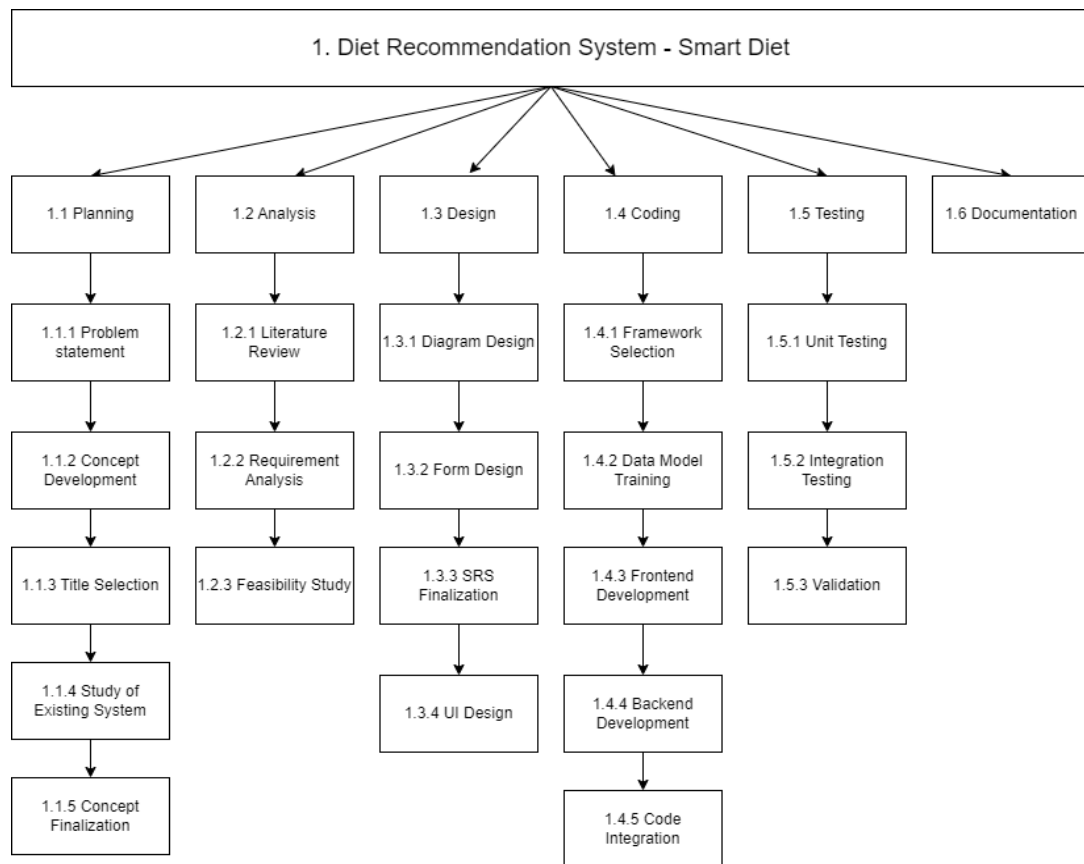 1. Diet Recommendation System - Smart Diet
1.1 Planning
1.2 Analysis
1.3 Design
1.4 Coding
1.5 Testing
1.6 Documentation
1.1.1 Problem
statement
1.2.1 Literature
Review
1.3.1 Diagram Design
1.4.1 Framework
Selection
1.5.1 Unit Testing
1.1.2 Concept
Development
1.2.2 Requirement
Analysis
1.3.2 Form Design
1.4.2 Data Model
Training
1.5.2 Integration
Testing
1.1.3 Title Selection
1.2.3 Feasibility Study
1.3.3 SRS
Finalization
1.4.3 Frontend
Development
1.5.3 Validation
1.1.4 Study of
Existing System
1.3.4 UI Design
1.4.4 Backend
Development
1.1.5 Concept
Finalization
1.4.5 Code
Integration